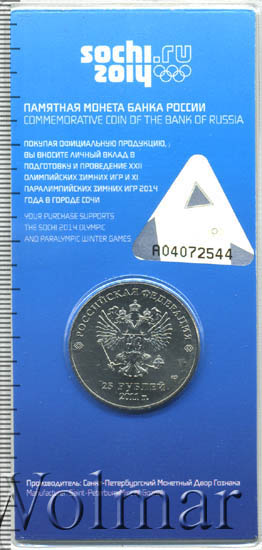 sochi.ru
2014
ПАМЯТНАЯ МОНЕТА БАНКА РОССИИ
COMMEMORATIVE COIN OF THE BANK OF RUSSIA
ПОКУПАЯ ОФИЦИАЛЬНУЮ ПРОДУКЦИЮ,
ВЫ ВНОСИТЕ ЛИЧНЫЙ ВКЛАД В
ПОДГОТОВКУ И ПРОВЕДЕНИЕ XXII
ОЛИМПИЙСКИХ ЗИМНИХ ИГР И XI
ПАРАЛИМПИЙСКИХ ЗИМНИХ ИГР 2014
ГОДА В ГОРОДЕ СОЧИ
YOUR PURCHASE SUPPORTS
THE SOCHI 2014 OLYMPIC
AND PARALYMPIC WINTER GAMES
A04072544
РОССИЙСКАЯ ФЕДЕРАЦИЯ
25 РУБЛЕЙ
2011 г.
Производитель: Санкт-Петербургский Монетный Двор Гознака
Manufacturer: Saint-Petersburg Mint
Wolmar